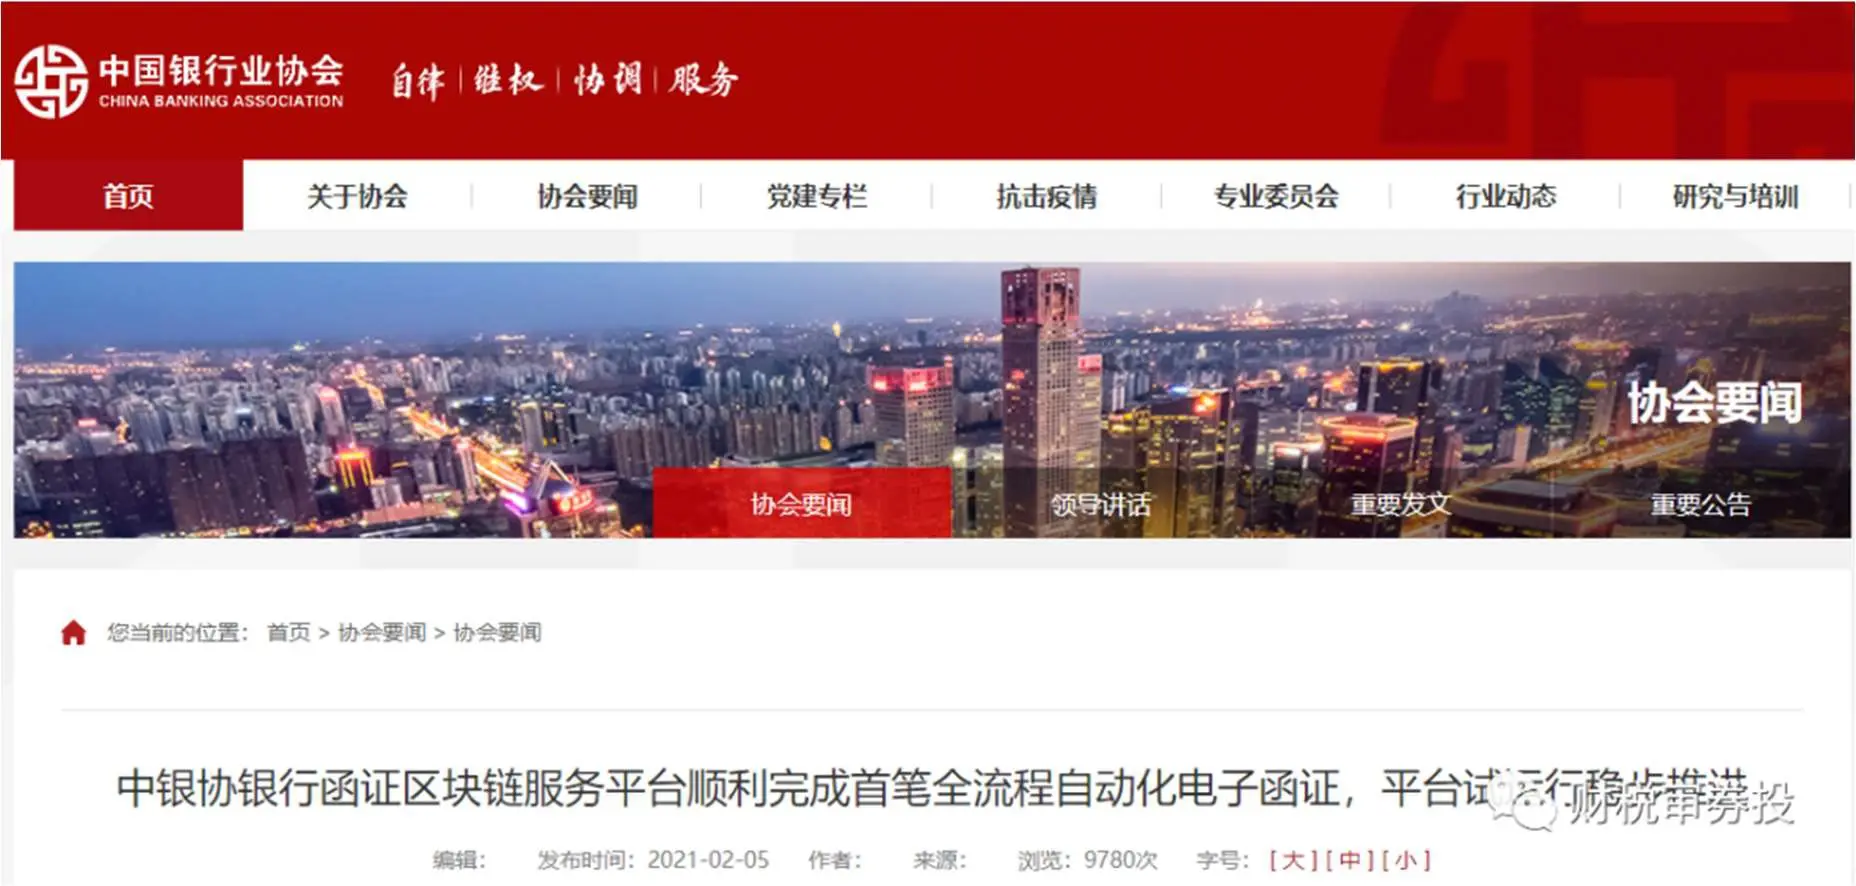 中国银行业协会
CHINA BANKING ASSOCIATION
自律 | 维权 | 协调 | 服务
首页 关于协会 协会要闻 党建专栏 抗击疫情 专业委员会 行业动态 研究与培训
协会要闻
协会要闻 领导讲话 重要发文 重要公告
您当前的位置： 首页 > 协会要闻 > 协会要闻
中银协银行函证区块链服务平台顺利完成首笔全流程自动化电子函证，平台试运行稳步推进
财税审券投
编辑： 发布时间：2021-02-05 作者： 来源： 浏览：9780次 字号：[ 大 ] [ 中 ] [ 小 ]